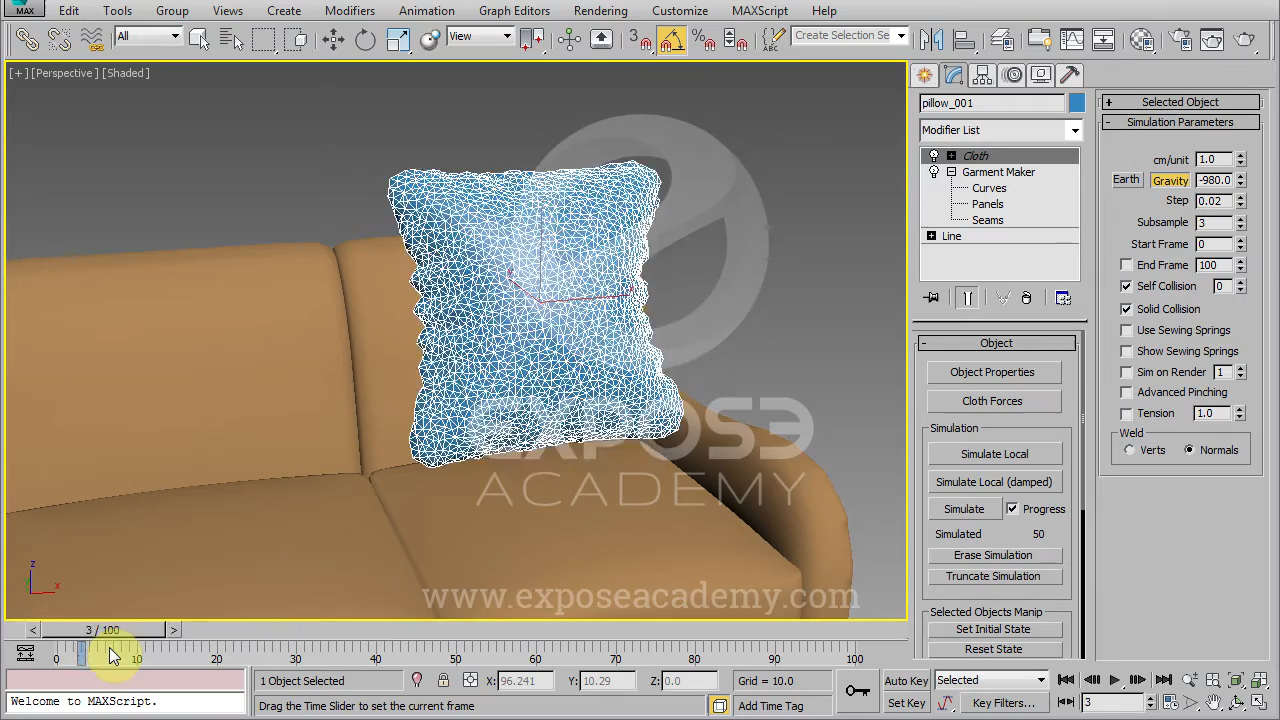 MAX Edit Tools Group Views Create Modifiers Animation Graph Editors Rendering Customize MAXScript Help
All View 3 Create Selection Se
[+][Perspective][Shaded]
EXPOSE
ACADEMY
www.exposeacademy.com
pillow_001
Modifier List
Cloth
Garment Maker
Curves
Panels
Seams
Line
Object
Object Properties
Cloth Forces
Simulation
Simulate Local
Simulate Local (damped)
Simulate Progress
Simulated 50
Erase Simulation
Truncate Simulation
Selected Objects Manip
Set Initial State
Reset State
Selected Object
Simulation Parameters
cm/unit 1.0
Earth Gravity -980.0
Step 0.02
Subsample 3
Start Frame 0
End Frame 100
Self Collision 0
Solid Collision
Use Sewing Springs
Show Sewing Springs
Sim on Render 1
Advanced Pinching
Tension 1.0
Weld
Verts Normals
< 3 / 100 >
0 10 20 30 40 50 60 70 80 90 100
1 Object Selected X: 96.241 Y: 10.29 Z: 0.0 Grid = 10.0 Auto Key Selected
Welcome to MAXScript. Drag the Time Slider to set the current frame Add Time Tag Set Key Key Filters... 3